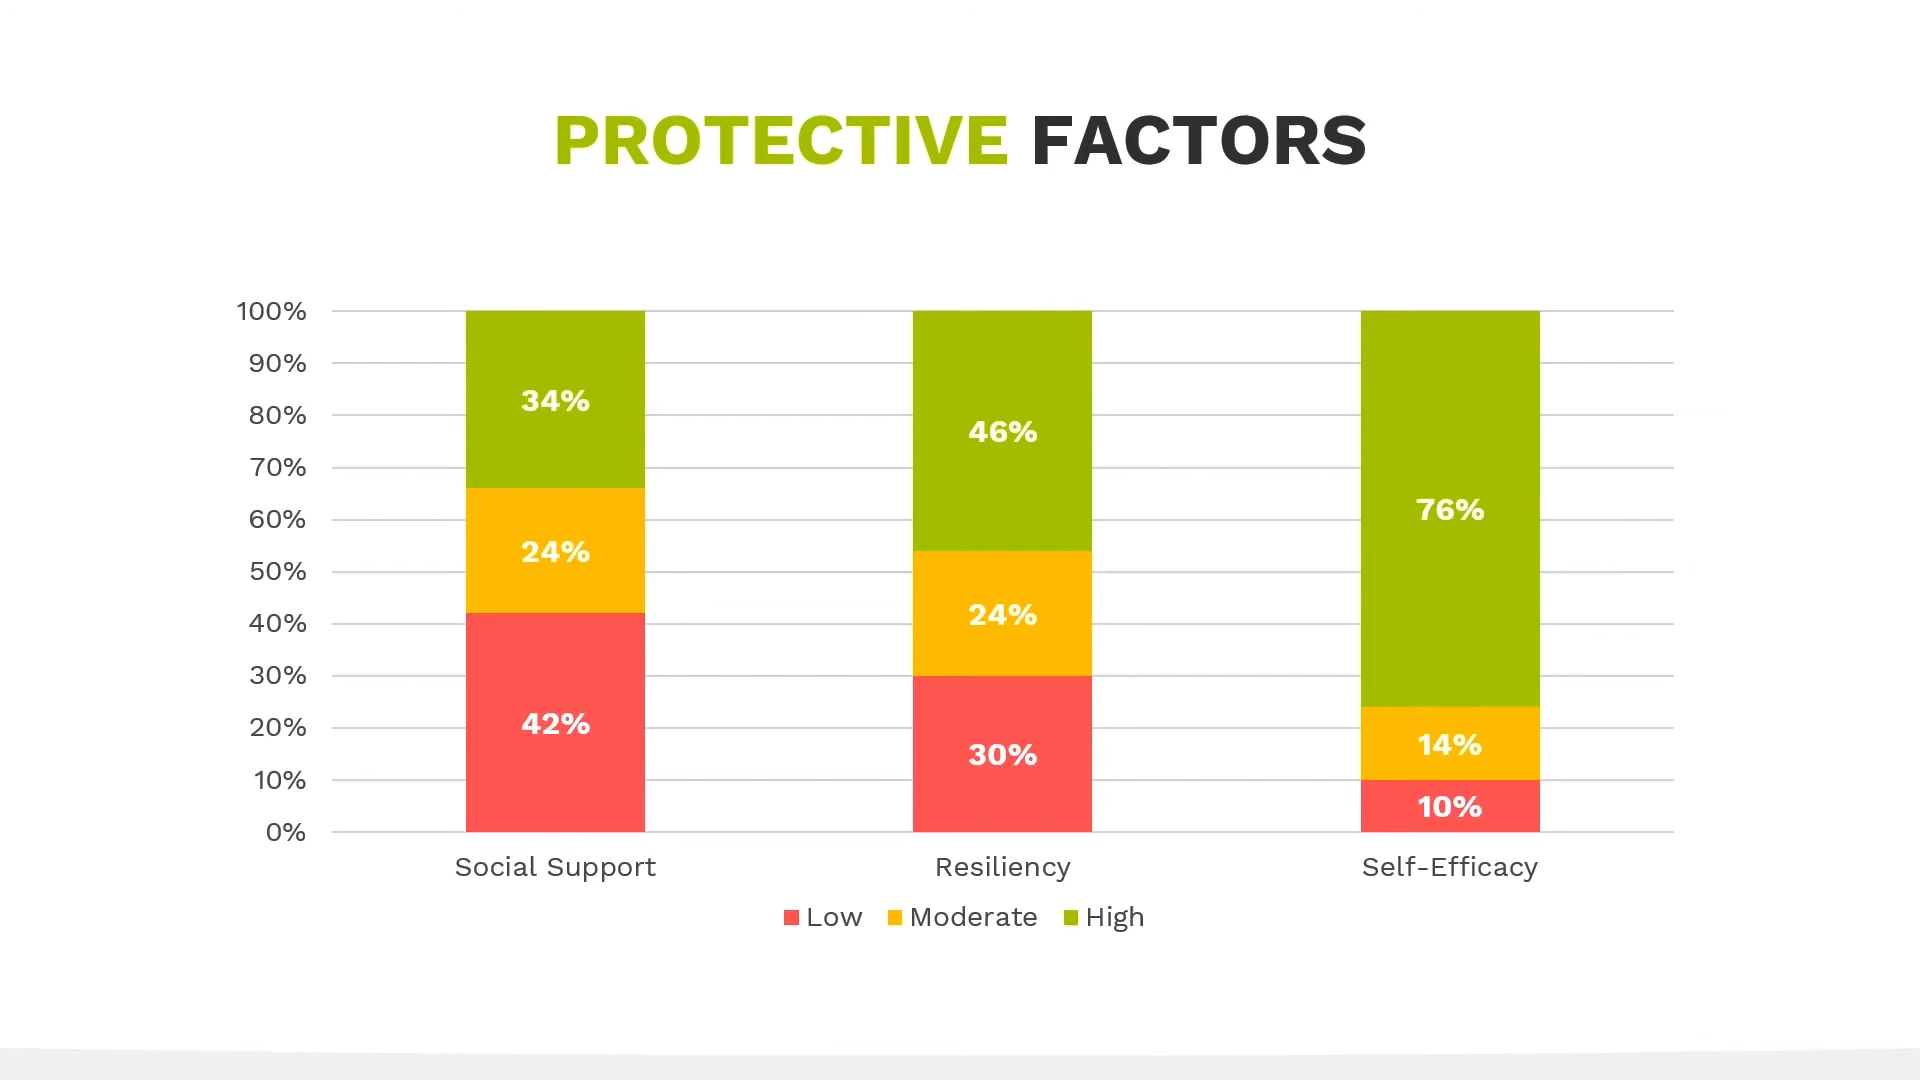 PROTECTIVE FACTORS
100%
90%
80%
70%
60%
50%
40%
30%
20%
10%
0%
34%
24%
42%
46%
24%
30%
76%
14%
10%
Social Support
Resiliency
Self-Efficacy
Low
Moderate
High